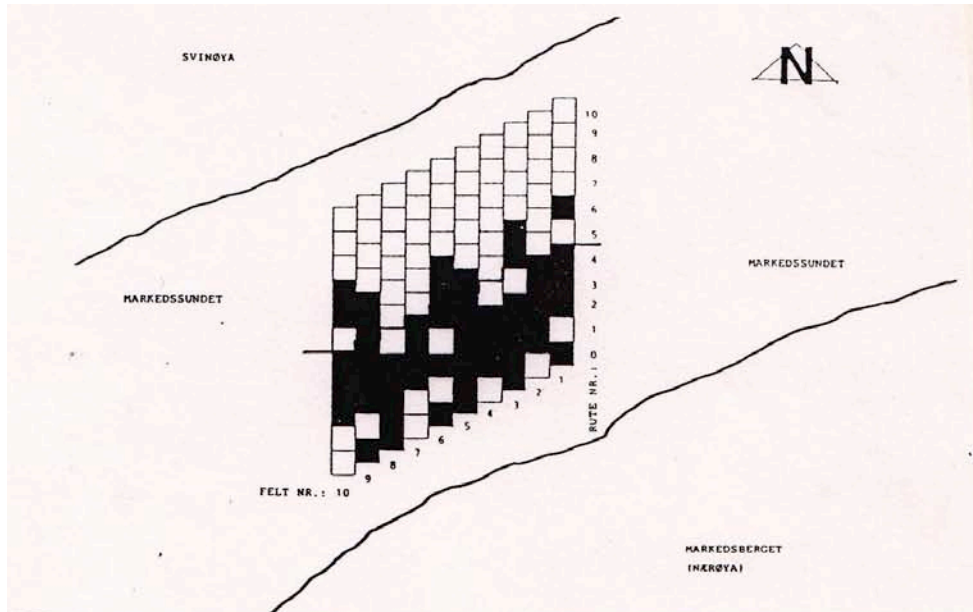 SVINØYA
N
10
9
8
7
6
5
4
3
2
1
0
MARKEDSSUNDET
MARKEDSSUNDET
RUTE NR.:
1
2
3
4
5
6
7
8
9
FELT NR.: 10
MARKEDSBERGET
(NÆRØYA)